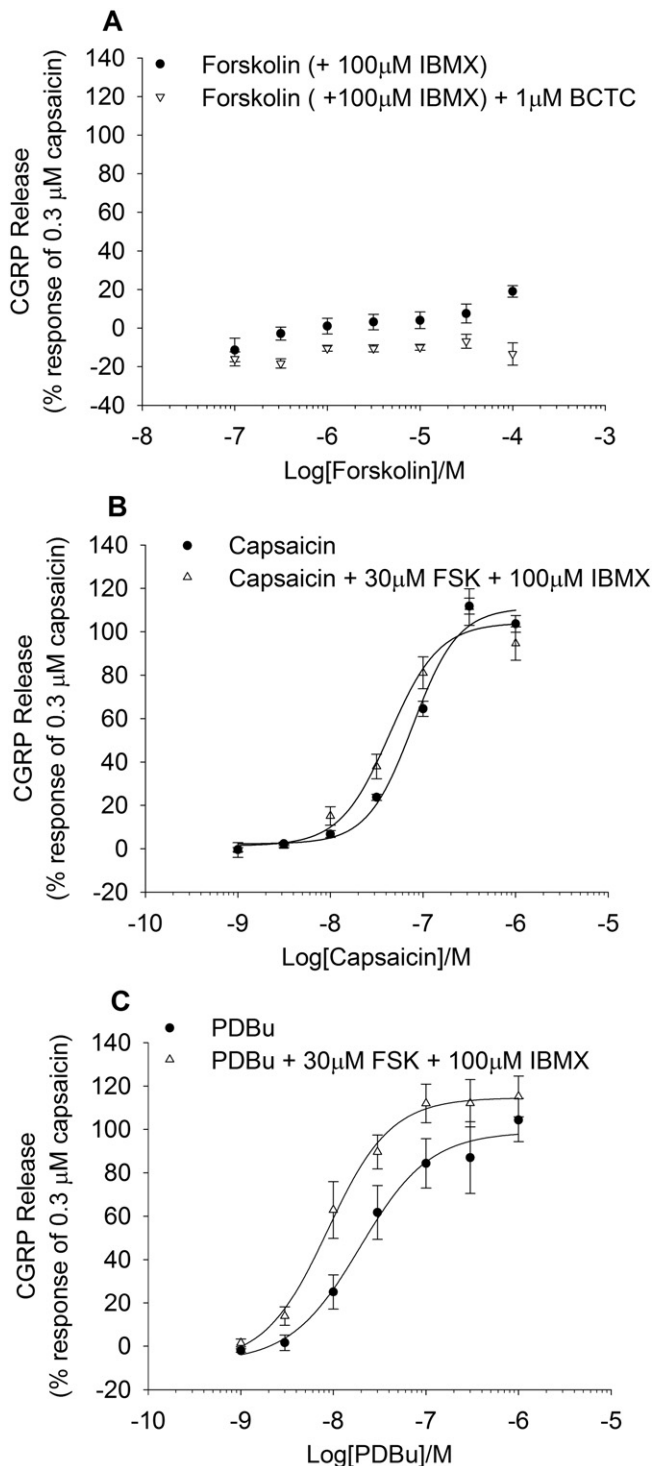 A
140
120
100
80
60
40
20
0
-20
-40
CGRP Release
(% response of 0.3 μM capsaicin)
Forskolin (+ 100μM IBMX)
Forskolin ( +100μM IBMX) + 1μM BCTC
-8 -7 -6 -5 -4 -3
Log[Forskolin]/M
B
140
120
100
80
60
40
20
0
-20
CGRP Release
(% response of 0.3 μM capsaicin)
Capsaicin
Capsaicin + 30μM FSK + 100μM IBMX
-10 -9 -8 -7 -6 -5
Log[Capsaicin]/M
C
140
120
100
80
60
40
20
0
-20
CGRP Release
(% response of 0.3 μM capsaicin)
PDBu
PDBu + 30μM FSK + 100μM IBMX
-10 -9 -8 -7 -6 -5
Log[PDBu]/M